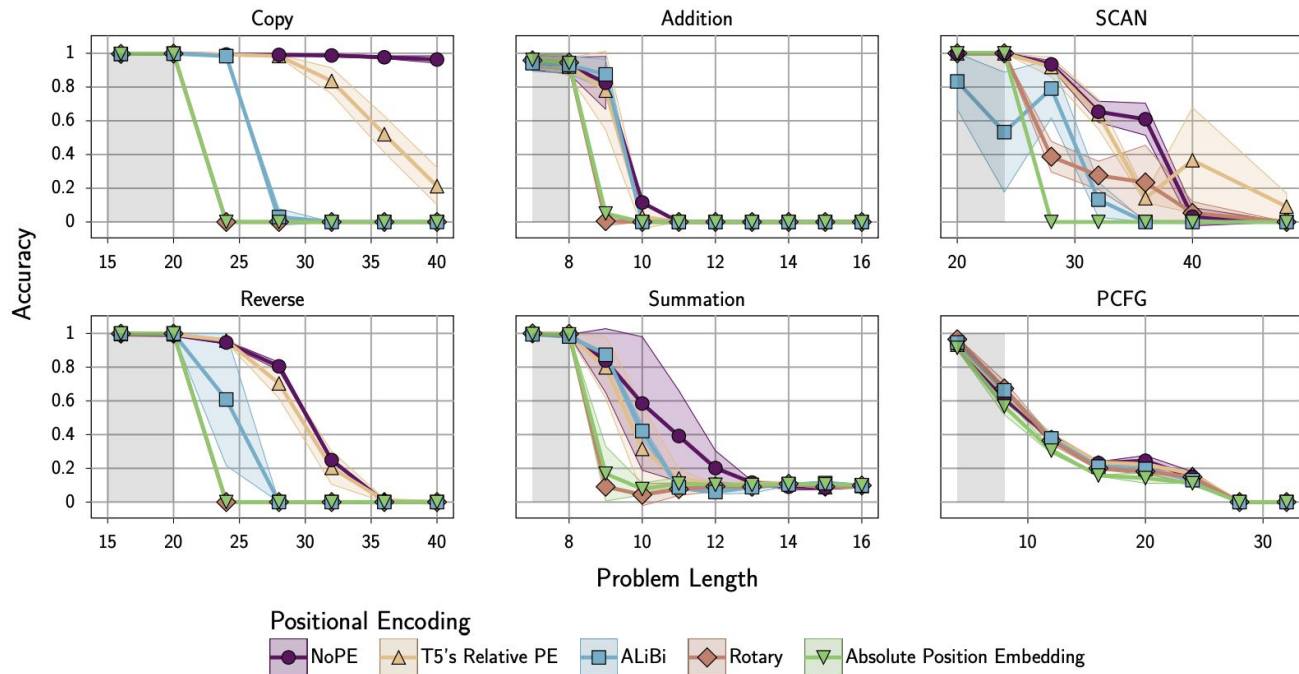 Copy
Addition
SCAN
1
0.8
0.6
0.4
0.2
0
15 20 25 30 35 40
8 10 12 14 16
20 30 40
Accuracy
Reverse
Summation
PCFG
1
0.8
0.6
0.4
0.2
0
15 20 25 30 35 40
8 10 12 14 16
10 20 30
Problem Length
Positional Encoding
NoPE T5's Relative PE ALiBi Rotary Absolute Position Embedding